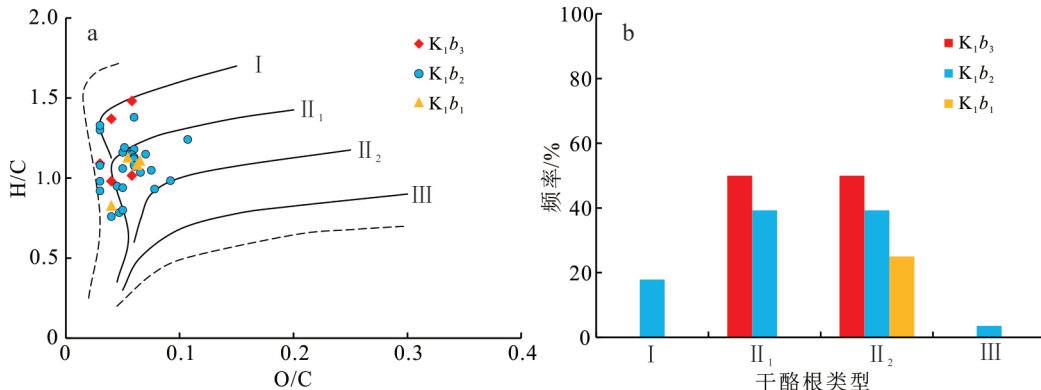 a
2.0
1.5
1.0
0.5
0
H/C
0
0.1
0.2
0.3
0.4
O/C
I
II₁
II₂
III
K₁b₃
K₁b₂
K₁b₁
b
100
80
60
40
20
0
频率/%
I
II₁
II₂
III
干酪根类型
K₁b₃
K₁b₂
K₁b₁